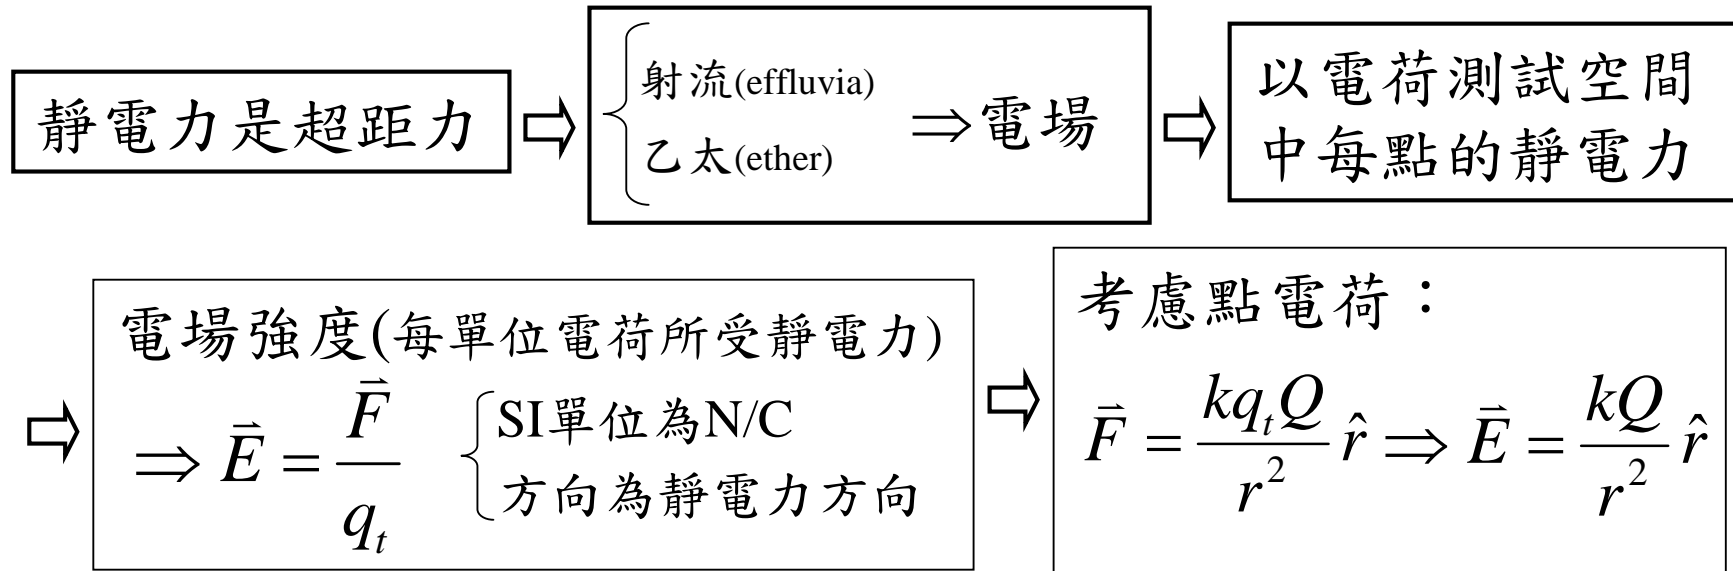 靜電力是超距力
射流(effluvia)
乙太(ether)
⇒電場
以電荷測試空間
中每點的靜電力
電場強度(每單位電荷所受靜電力)
⇒ E⃗ = F⃗ / q_t
SI單位為N/C
方向為靜電力方向
考慮點電荷：
F⃗ = kq_tQ / r² r̂ ⇒ E⃗ = kQ / r² r̂